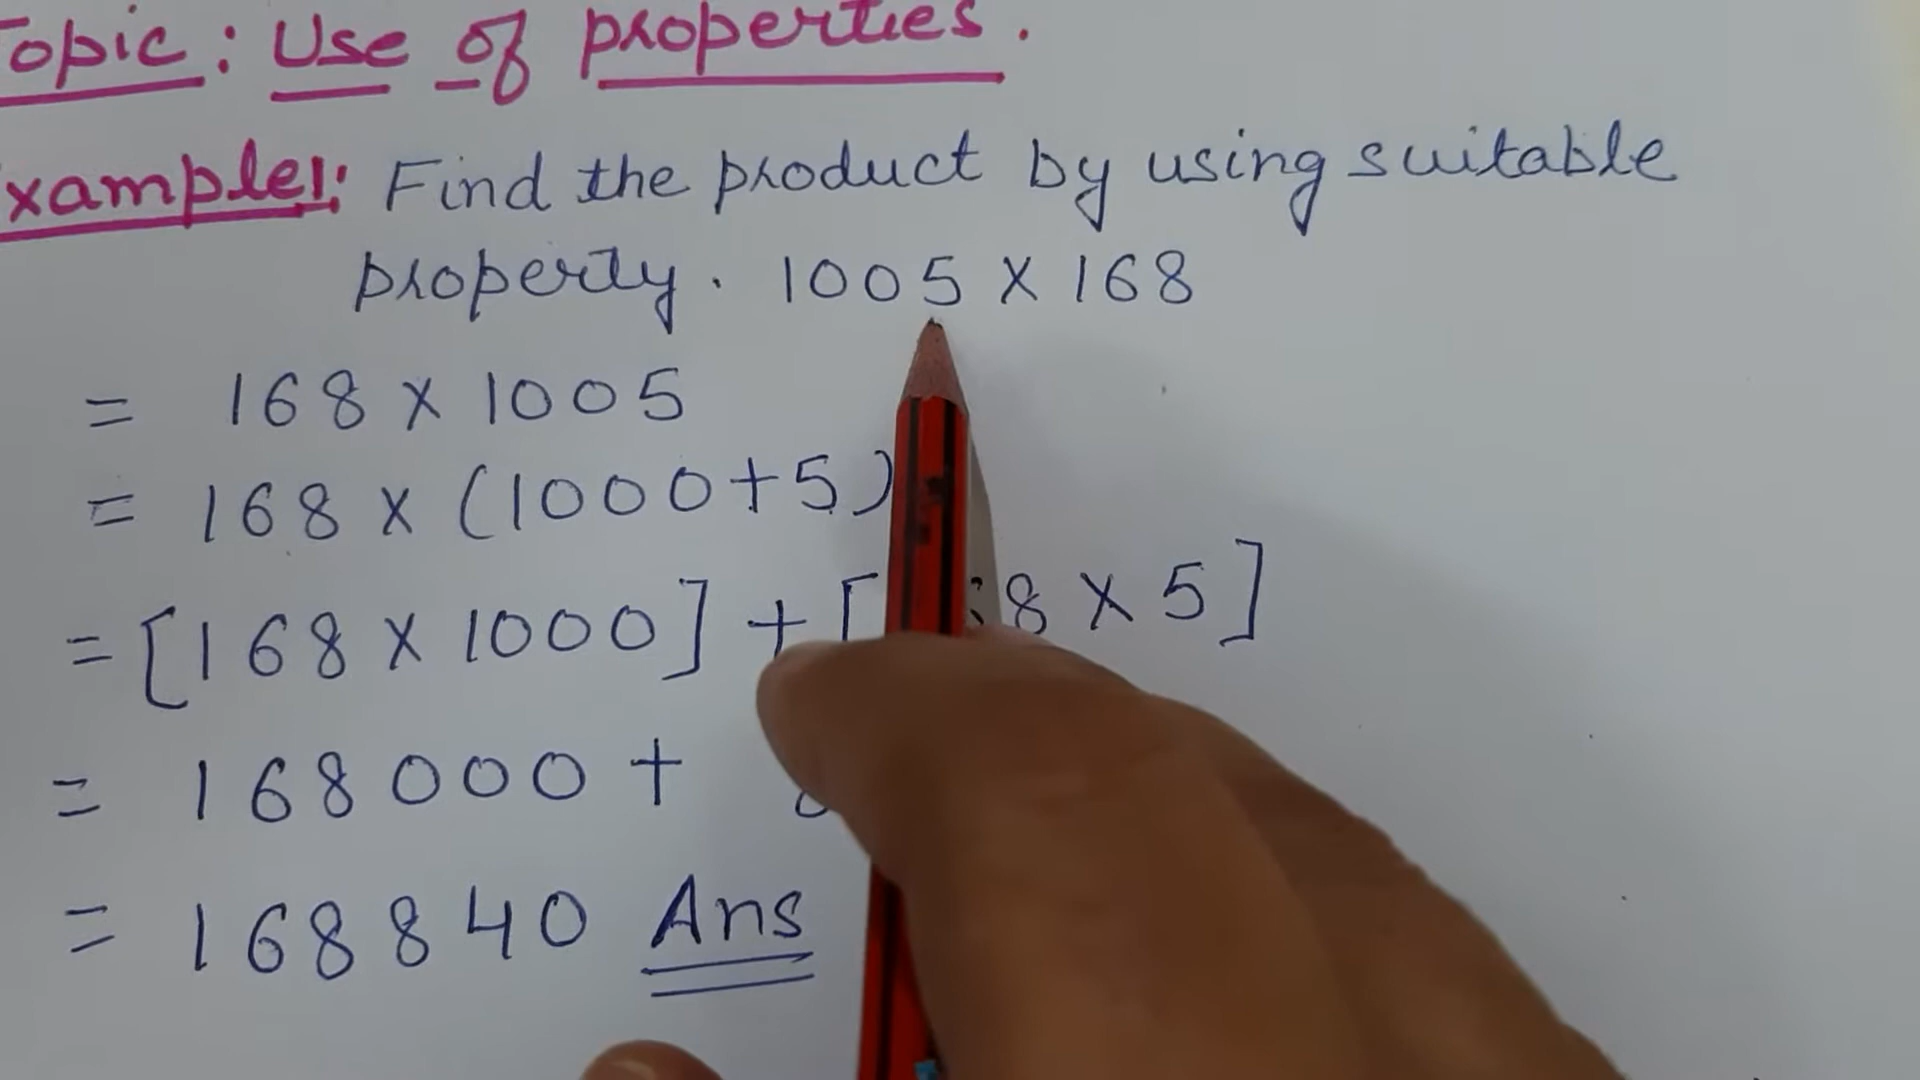 opic: Use of properties.
xample1: Find the product by using suitable
property. 1005 × 168
= 168 × 1005
= 168 × (1000+5)
= [168 × 1000] + [ 8 × 5]
= 168000 +
= 168840 Ans